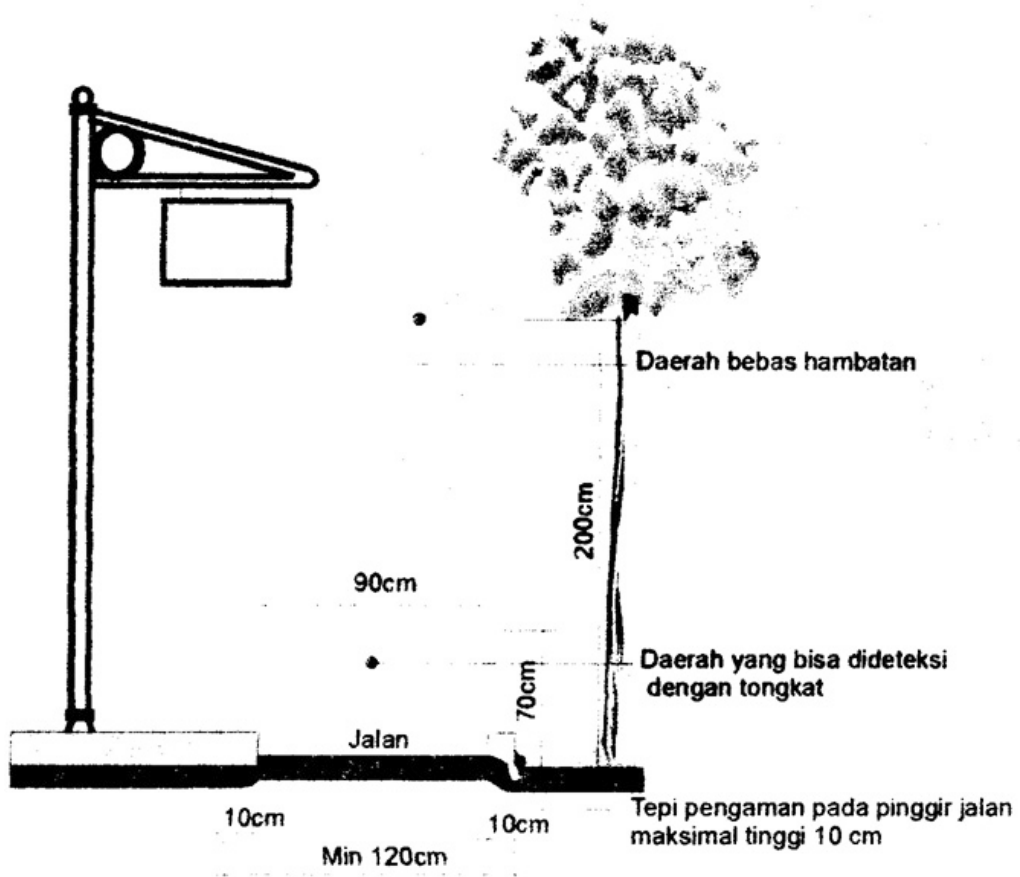 Daerah bebas hambatan
200cm
90cm
Daerah yang bisa dideteksi
dengan tongkat
70cm
Jalan
10cm
10cm
Tepi pengaman pada pinggir jalan
maksimal tinggi 10 cm
Min 120cm